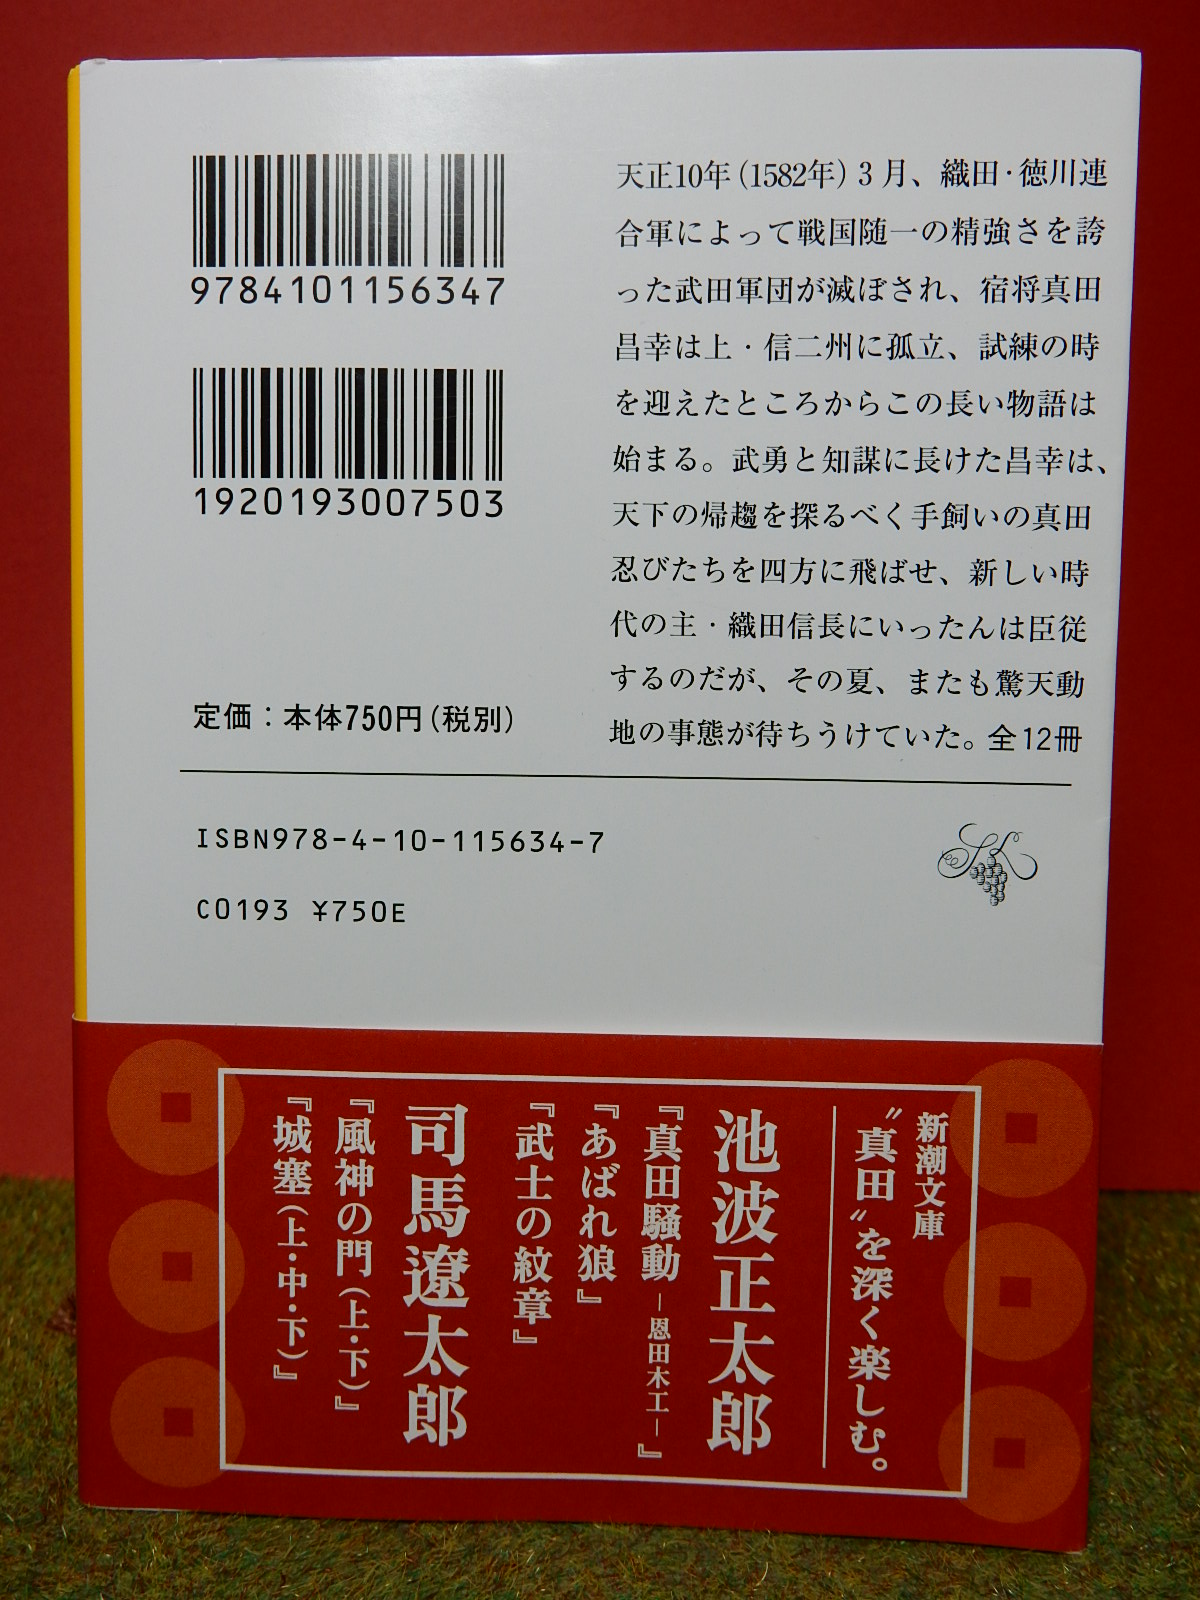 9784101156347
1920193007503
定価：本体750円（税別）
天正10年（1582年）3月、織田・徳川連
合軍によって戦国随一の精強さを誇
った武田軍団が滅ぼされ、宿将真田
昌幸は上・信二州に孤立、試練の時
を迎えたところからこの長い物語は
始まる。武勇と知謀に長けた昌幸は、
天下の帰趨を探るべく手飼いの真田
忍びたちを四方に飛ばせ、新しい時
代の主・織田信長にいったんは臣従
するのだが、その夏、またも驚天動
地の事態が待ちうけていた。全12冊
ISBN978-4-10-115634-7
C0193 ¥750E
新潮文庫
〝真田〟を深く楽しむ。
池波正太郎
『真田騒動―恩田木工―』
『あばれ狼』
『武士の紋章』
司馬遼太郎
『風神の門（上・下）』
『城塞（上・中・下）』